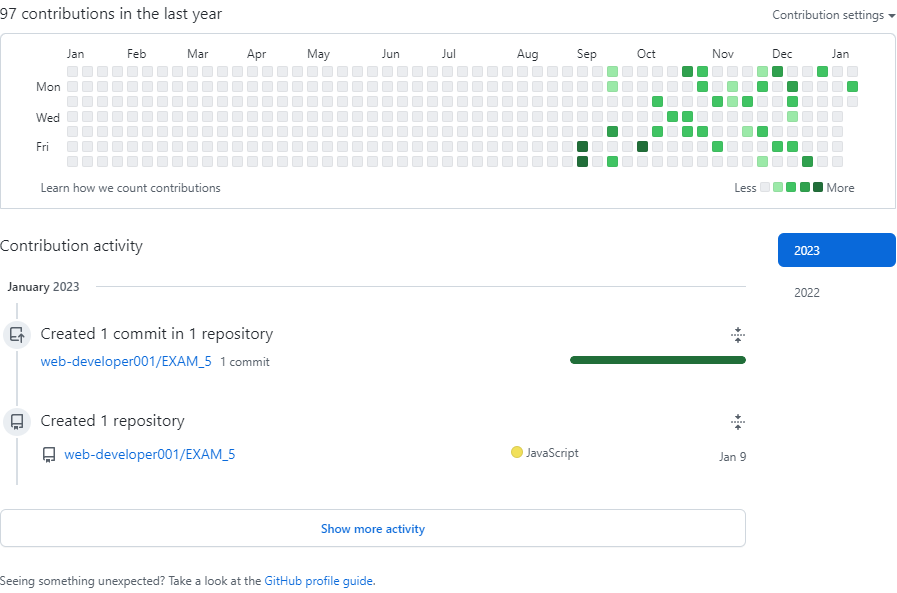 97 contributions in the last year
Contribution settings
Jan Feb Mar Apr May Jun Jul Aug Sep Oct Nov Dec Jan
Mon
Wed
Fri
Learn how we count contributions
Less More
Contribution activity
2023
2022
January 2023
Created 1 commit in 1 repository
web-developer001/EXAM_5 1 commit
Created 1 repository
web-developer001/EXAM_5 JavaScript Jan 9
Show more activity
Seeing something unexpected? Take a look at the GitHub profile guide.